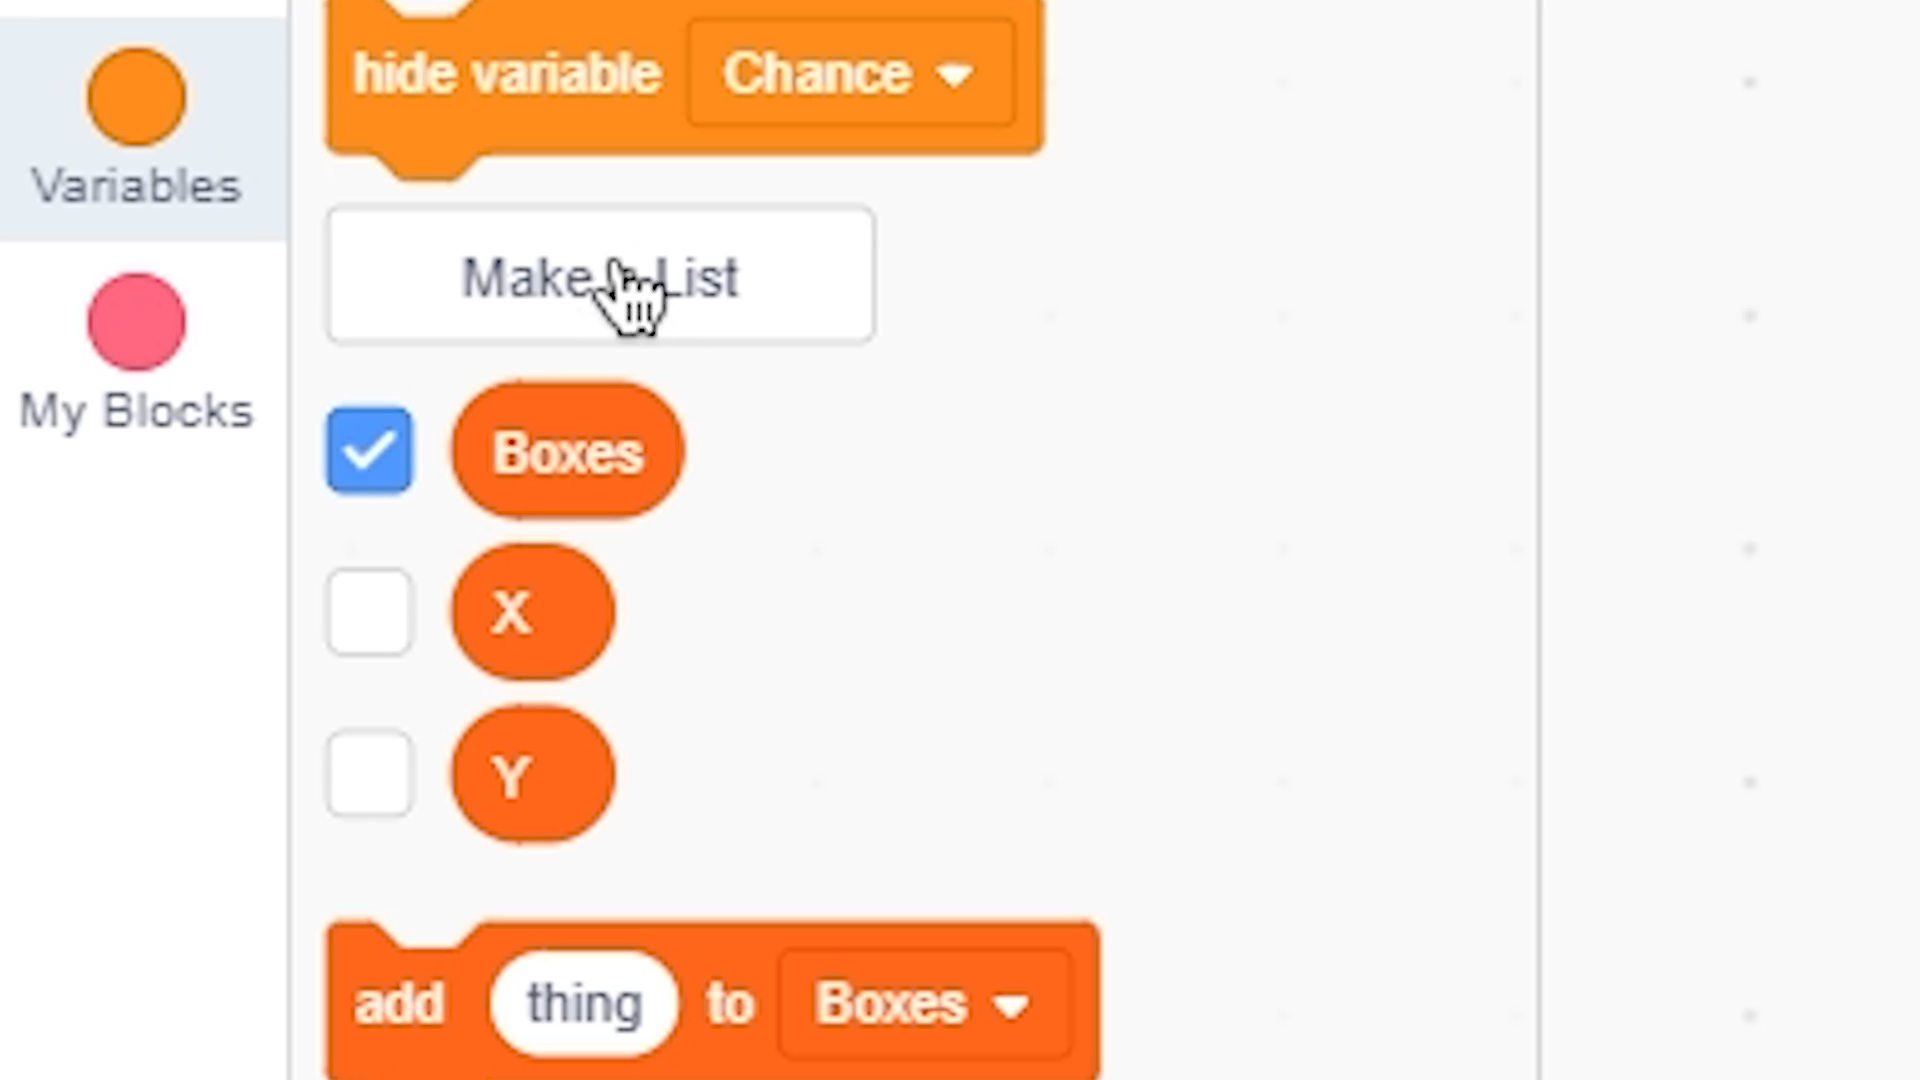 hide variable Chance
Variables
Make List
My Blocks
Boxes
X
Y
add thing to Boxes